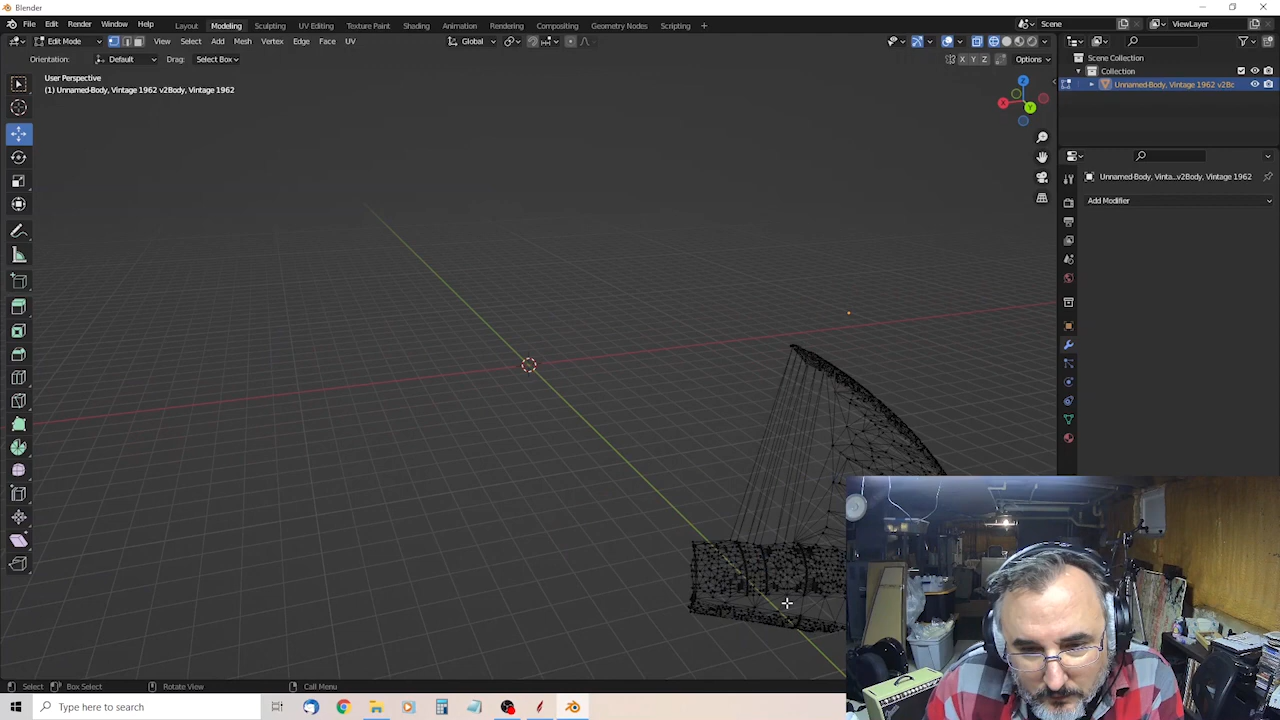 Blender
File Edit Render Window Help Layout Modeling Sculpting UV Editing Texture Paint Shading Animation Rendering Compositing Geometry Nodes Scripting + Scene ViewLayer
Edit Mode View Select Add Mesh Vertex Edge Face UV Global
Orientation: Default Drag: Select Box X Y Z Options
User Perspective
(1) Unnamed-Body, Vintage 1962 v2Body, Vintage 1962
X
Y
Z
Scene Collection
Collection
Unnamed-Body, Vintage 1962 v2Bc
Unnamed-Body, Vinta...v2Body, Vintage 1962
Add Modifier
Select Box Select Rotate View Call Menu
Type here to search